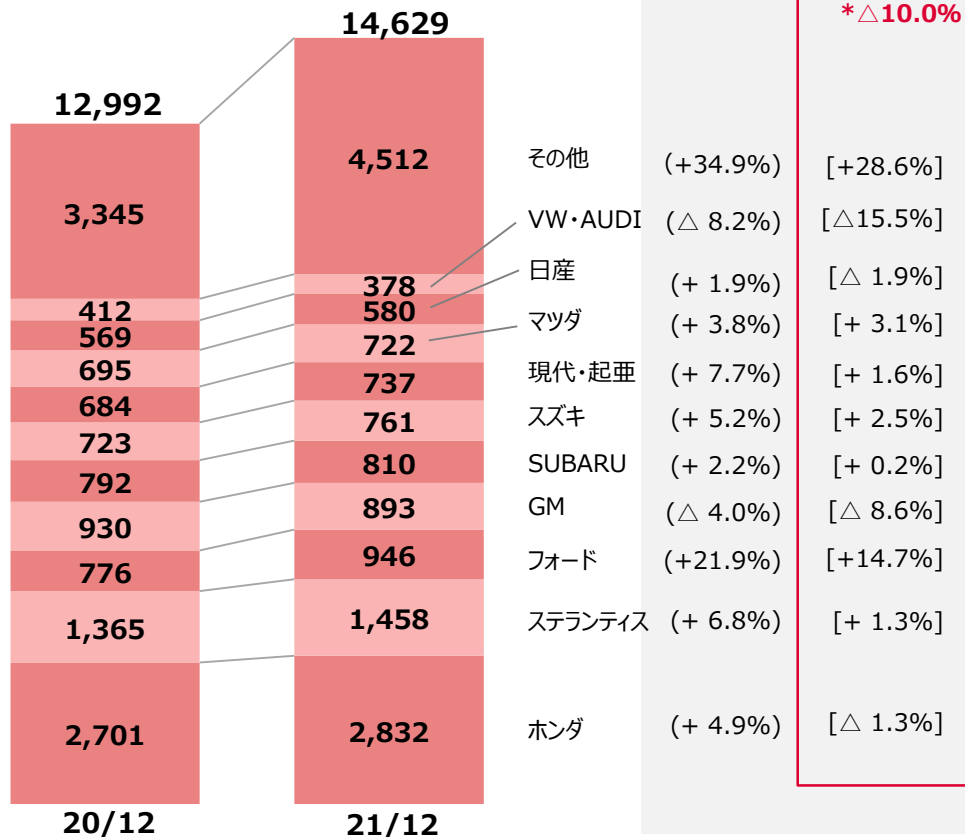 *△10.0%
14,629
12,992
4,512 その他 (+34.9%) [+28.6%]
3,345
VW・AUDI (△ 8.2%) [△15.5%]
378 日産 (+ 1.9%) [△ 1.9%]
412
580
569
722 マツダ (+ 3.8%) [+ 3.1%]
695
737 現代・起亜 (+ 7.7%) [+ 1.6%]
684
761 スズキ (+ 5.2%) [+ 2.5%]
723
810 SUBARU (+ 2.2%) [+ 0.2%]
792
893 GM (△ 4.0%) [△ 8.6%]
930
946 フォード (+21.9%) [+14.7%]
776
1,458 ステランティス (+ 6.8%) [+ 1.3%]
1,365
2,832 ホンダ (+ 4.9%) [△ 1.3%]
2,701
20/12 21/12